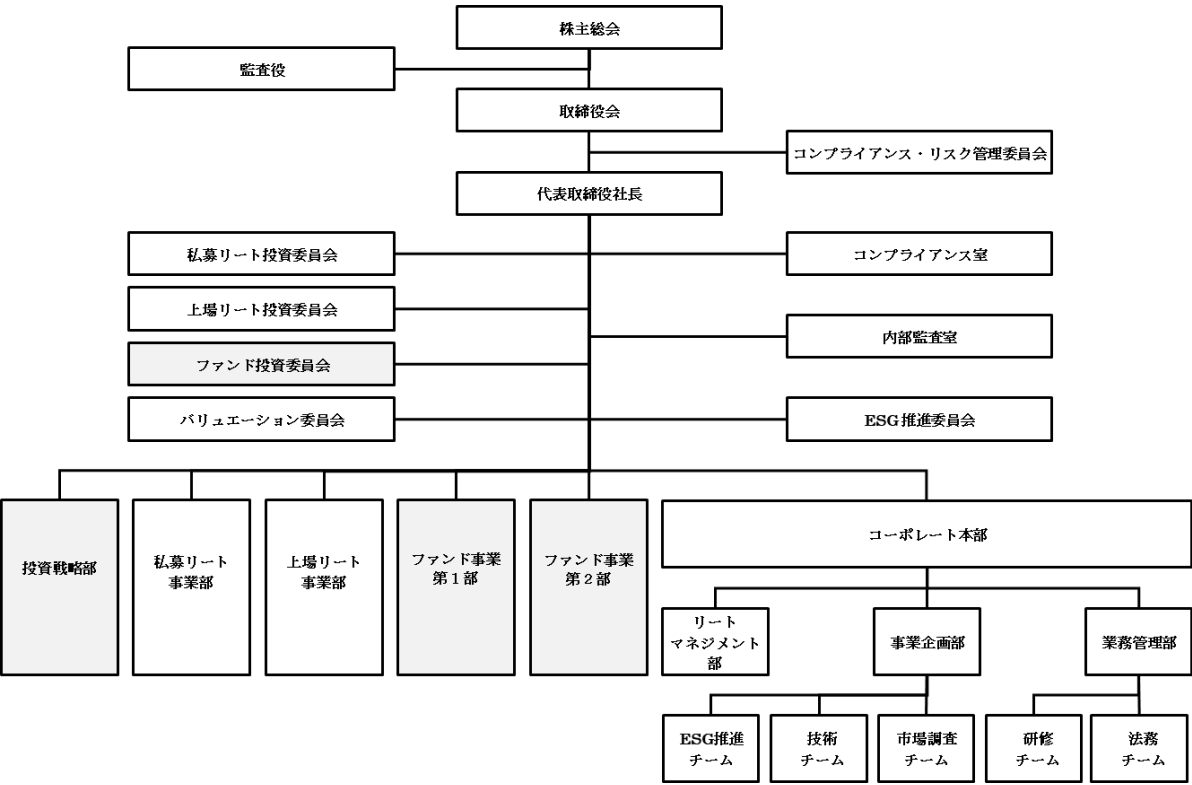 株主総会
監査役
取締役会
コンプライアンス・リスク管理委員会
代表取締役社長
私募リート投資委員会
コンプライアンス室
上場リート投資委員会
内部監査室
ファンド投資委員会
バリュエーション委員会
ESG推進委員会
投資戦略部
私募リート
事業部
上場リート
事業部
ファンド事業
第1部
ファンド事業
第2部
コーポレート本部
リート
マネジメント
部
事業企画部
業務管理部
ESG推進
チーム
技術
チーム
市場調査
チーム
研修
チーム
法務
チーム